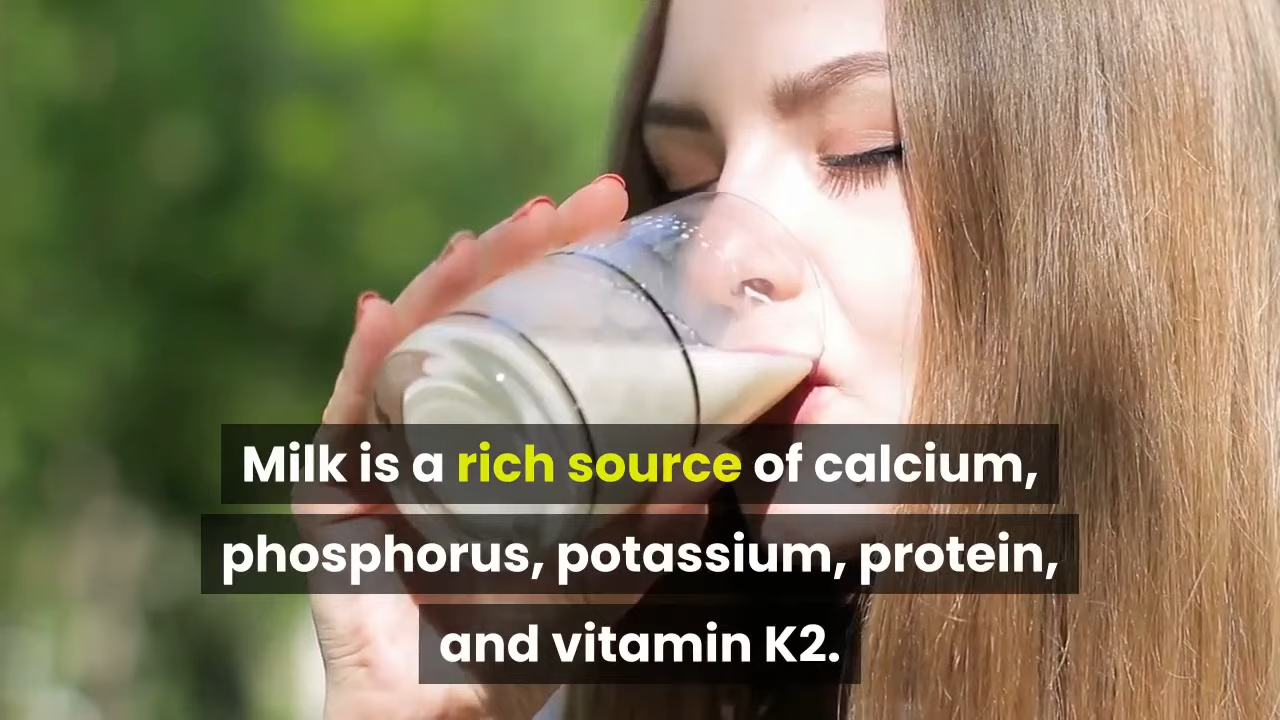 Milk is a rich source of calcium,
phosphorus, potassium, protein,
and vitamin K2.